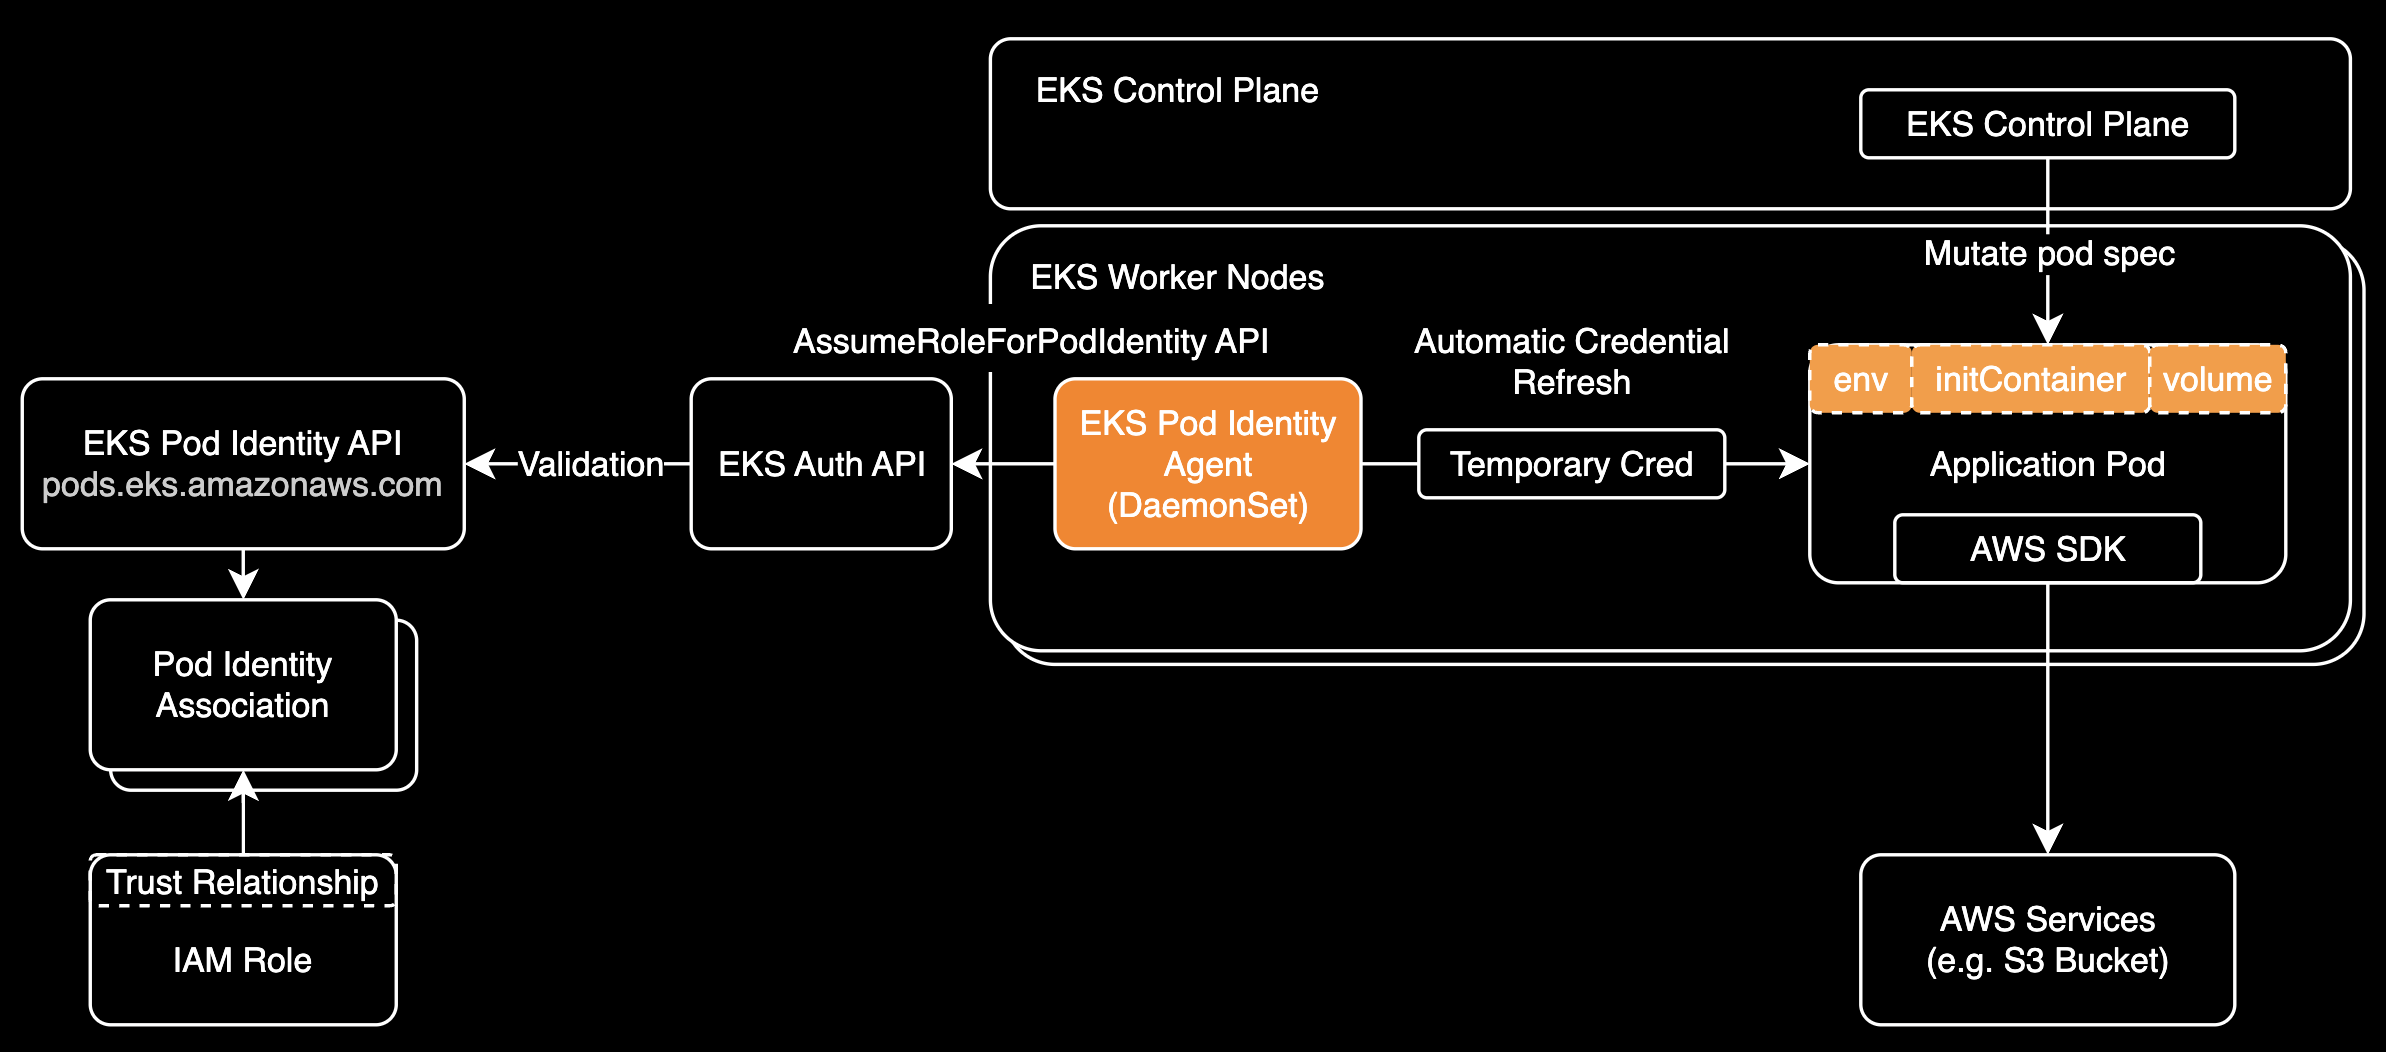 EKS Control Plane
EKS Control Plane
Mutate pod spec
EKS Worker Nodes
AssumeRoleForPodIdentity API
Automatic Credential
Refresh
env
initContainer
volume
EKS Pod Identity API
pods.eks.amazonaws.com
Validation
EKS Auth API
EKS Pod Identity
Agent
(DaemonSet)
Temporary Cred
Application Pod
AWS SDK
Pod Identity
Association
Trust Relationship
IAM Role
AWS Services
(e.g. S3 Bucket)